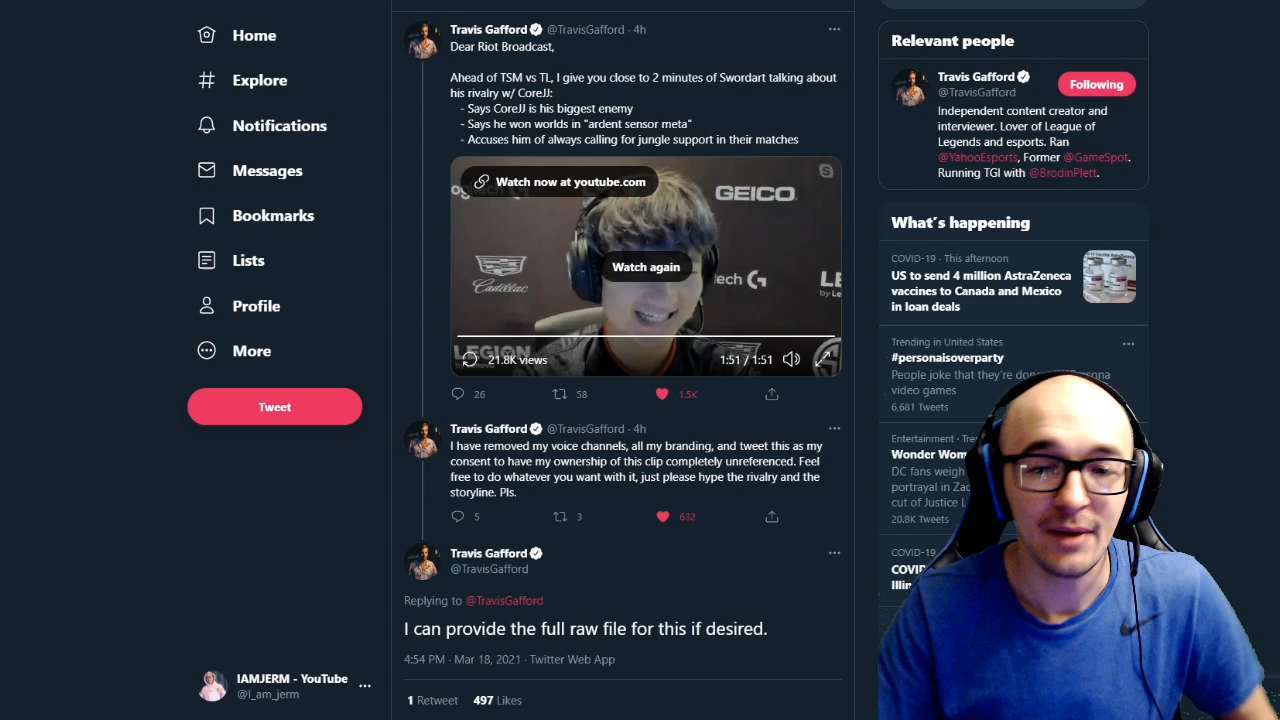 Home
Explore
Notifications
Messages
Bookmarks
Lists
Profile
More
Tweet
IAMJERM - YouTube
@I_am_jerm
Travis Gafford @TravisGafford · 4h
Dear Riot Broadcast,
Ahead of TSM vs TL, I give you close to 2 minutes of Swordart talking about
his rivalry w/ CoreJJ:
- Says CoreJJ is his biggest enemy
- Says he won worlds in "ardent sensor meta"
- Accuses him of always calling for jungle support in their matches
Watch now at youtube.com
GEICO
Watch again
Cadillac
tech G
LEGION
21.8K views
1:51 / 1:51
26 58 1.5K
Travis Gafford @TravisGafford · 4h
I have removed my voice channels, all my branding, and tweet this as my
consent to have my ownership of this clip completely unreferenced. Feel
free to do whatever you want with it, just please hype the rivalry and the
storyline. Pls.
5 3 632
Travis Gafford
@TravisGafford
Replying to @TravisGafford
I can provide the full raw file for this if desired.
4:54 PM · Mar 18, 2021 · Twitter Web App
1 Retweet 497 Likes
Relevant people
Travis Gafford
@TravisGafford
Following
Independent content creator and
interviewer. Lover of League of
Legends and esports. Ran
@YahooEsports, Former @GameSpot.
Running TGI with @BrodinPlett.
What's happening
COVID-19 · This afternoon
US to send 4 million AstraZeneca
vaccines to Canada and Mexico
in loan deals
Trending in United States
#personaisoverparty
People joke that they're
video games
6,681 Tweets
Entertainment ·
Wonder
DC fans weigh
portrayal in
cut of Justice
20.8K Tweets
COVID-19